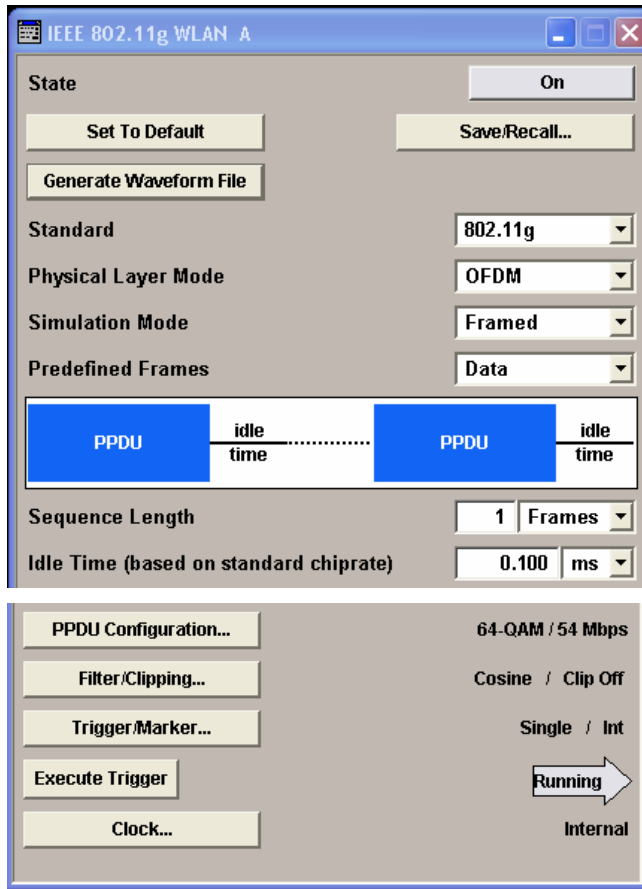 IEEE 802.11g WLAN A
State On
Set To Default Save/Recall...
Generate Waveform File
Standard 802.11g
Physical Layer Mode OFDM
Simulation Mode Framed
Predefined Frames Data
PPDU idle time PPDU idle time
Sequence Length 1 Frames
Idle Time (based on standard chiprate) 0.100 ms
PPDU Configuration... 64-QAM / 54 Mbps
Filter/Clipping... Cosine / Clip Off
Trigger/Marker... Single / Int
Execute Trigger Running
Clock... Internal